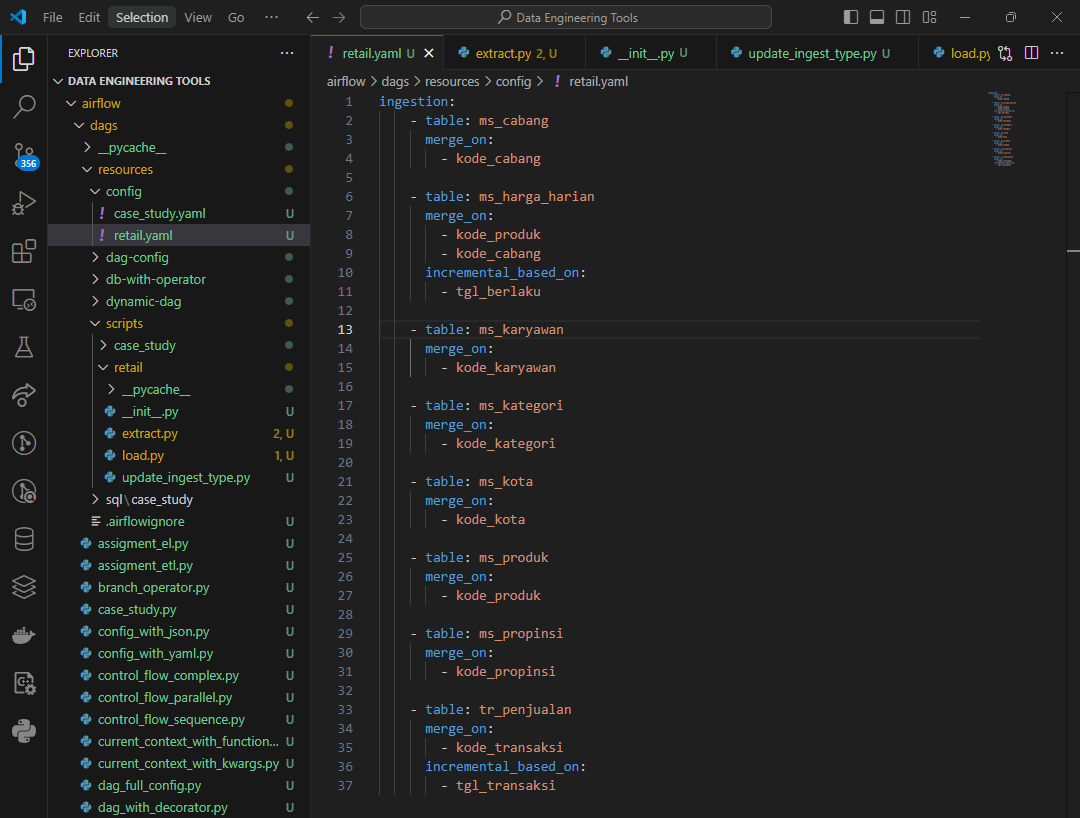 File Edit Selection View Go ··· Data Engineering Tools
EXPLORER ···
DATA ENGINEERING TOOLS
airflow
dags
__pycache__
resources
config
case_study.yaml U
retail.yaml U
dag-config
db-with-operator
dynamic-dag
scripts
case_study
retail
__pycache__
__init__.py U
extract.py 2, U
load.py 1, U
update_ingest_type.py U
sql\case_study
.airflowignore U
assigment_el.py U
assigment_etl.py U
branch_operator.py U
case_study.py U
config_with_json.py U
config_with_yaml.py U
control_flow_complex.py U
control_flow_parallel.py U
control_flow_sequence.py U
current_context_with_function... U
current_context_with_kwargs.py U
dag_full_config.py U
dag_with_decorator.py U
356
! retail.yaml U extract.py 2, U __init__.py U update_ingest_type.py U load.py ···
airflow > dags > resources > config > ! retail.yaml
1 ingestion:
2 - table: ms_cabang
3 merge_on:
4 - kode_cabang
5
6 - table: ms_harga_harian
7 merge_on:
8 - kode_produk
9 - kode_cabang
10 incremental_based_on:
11 - tgl_berlaku
12
13 - table: ms_karyawan
14 merge_on:
15 - kode_karyawan
16
17 - table: ms_kategori
18 merge_on:
19 - kode_kategori
20
21 - table: ms_kota
22 merge_on:
23 - kode_kota
24
25 - table: ms_produk
26 merge_on:
27 - kode_produk
28
29 - table: ms_propinsi
30 merge_on:
31 - kode_propinsi
32
33 - table: tr_penjualan
34 merge_on:
35 - kode_transaksi
36 incremental_based_on:
37 - tgl_transaksi